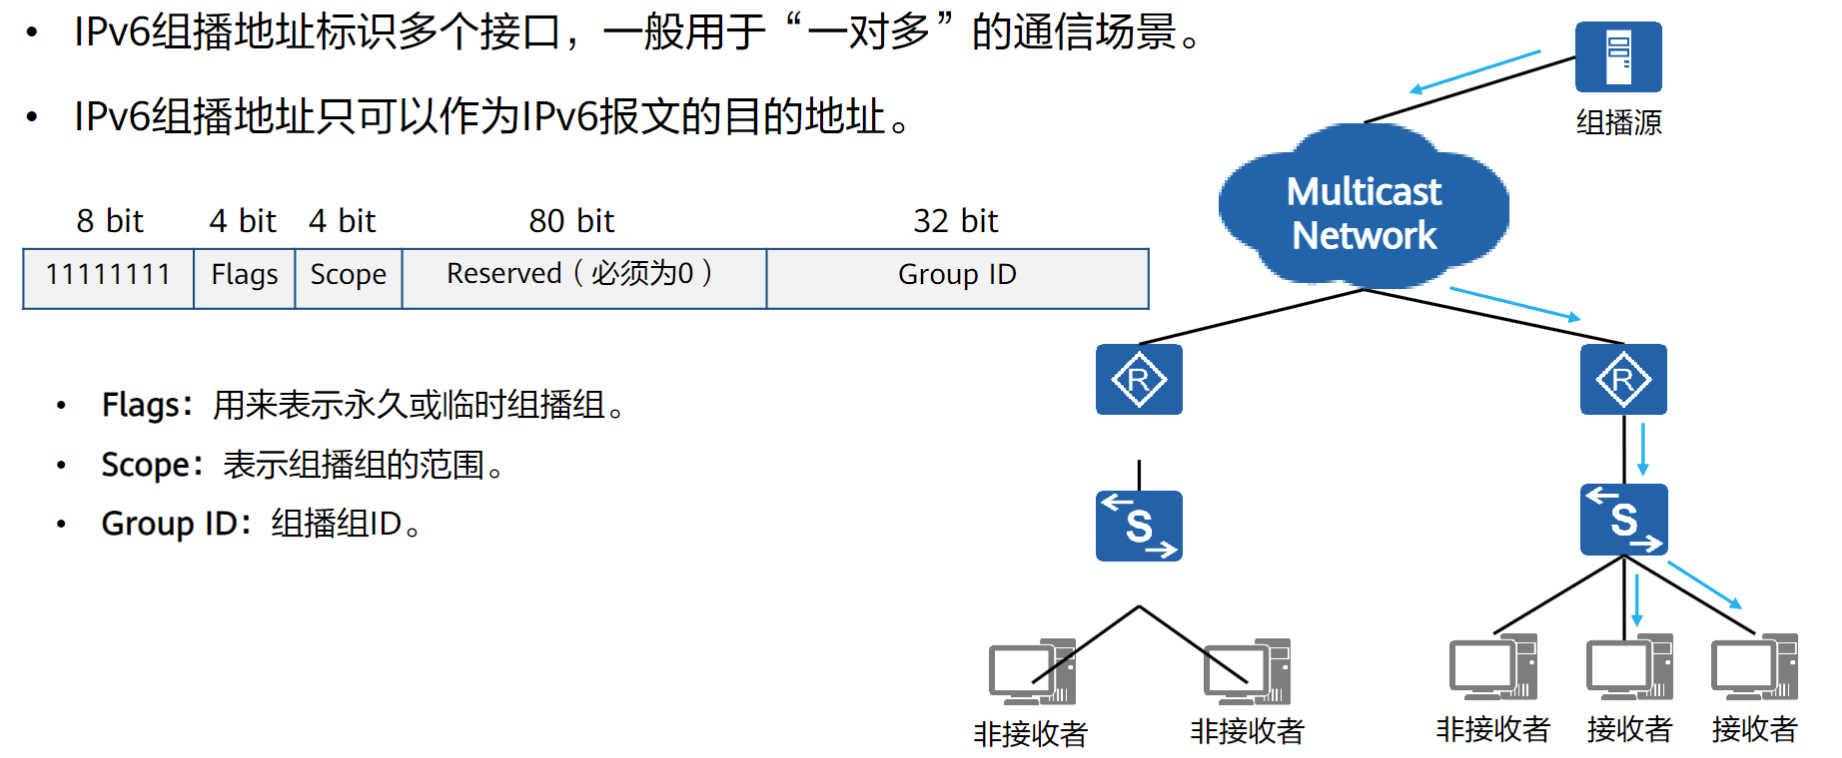 • IPv6组播地址标识多个接口，一般用于“一对多”的通信场景。
• IPv6组播地址只可以作为IPv6报文的目的地址。
8 bit 4 bit 4 bit 80 bit 32 bit
11111111 Flags Scope Reserved（必须为0） Group ID
• Flags：用来表示永久或临时组播组。
• Scope：表示组播组的范围。
• Group ID：组播组ID。
组播源
Multicast
Network
R R
S S
非接收者 非接收者 非接收者 接收者 接收者